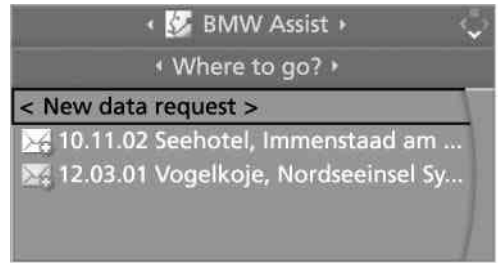 BMW Assist
Where to go?
< New data request >
10.11.02 Seehotel, Immenstaad am ...
12.03.01 Vogelkoje, Nordseeinsel Sy...